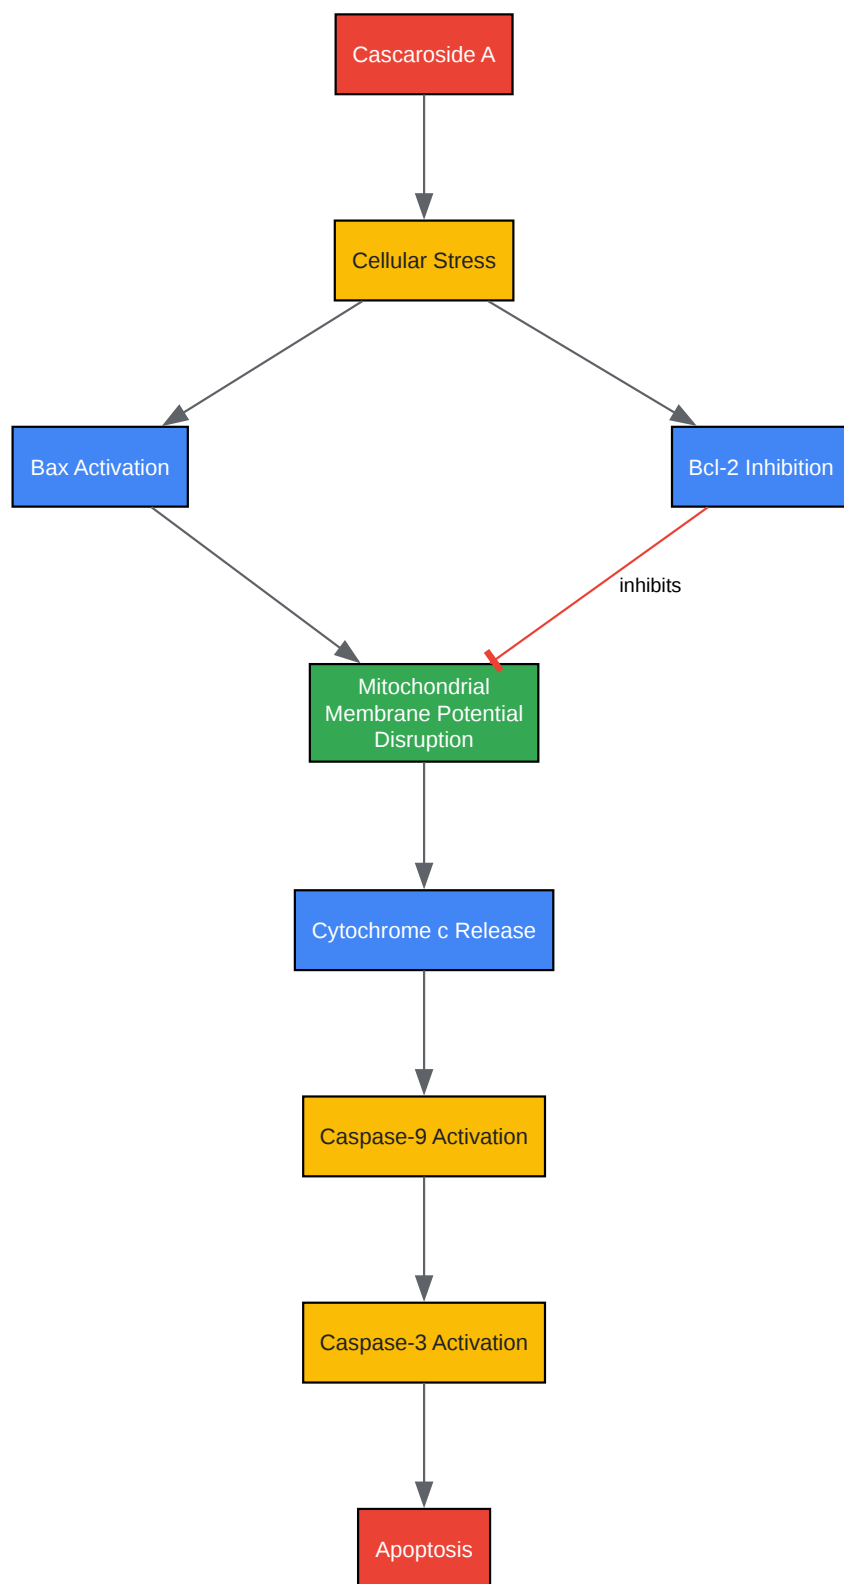 Cascaroside A
Cellular Stress
Bax Activation
Bcl-2 Inhibition
inhibits
Mitochondrial
Membrane Potential
Disruption
Cytochrome c Release
Caspase-9 Activation
Caspase-3 Activation
Apoptosis